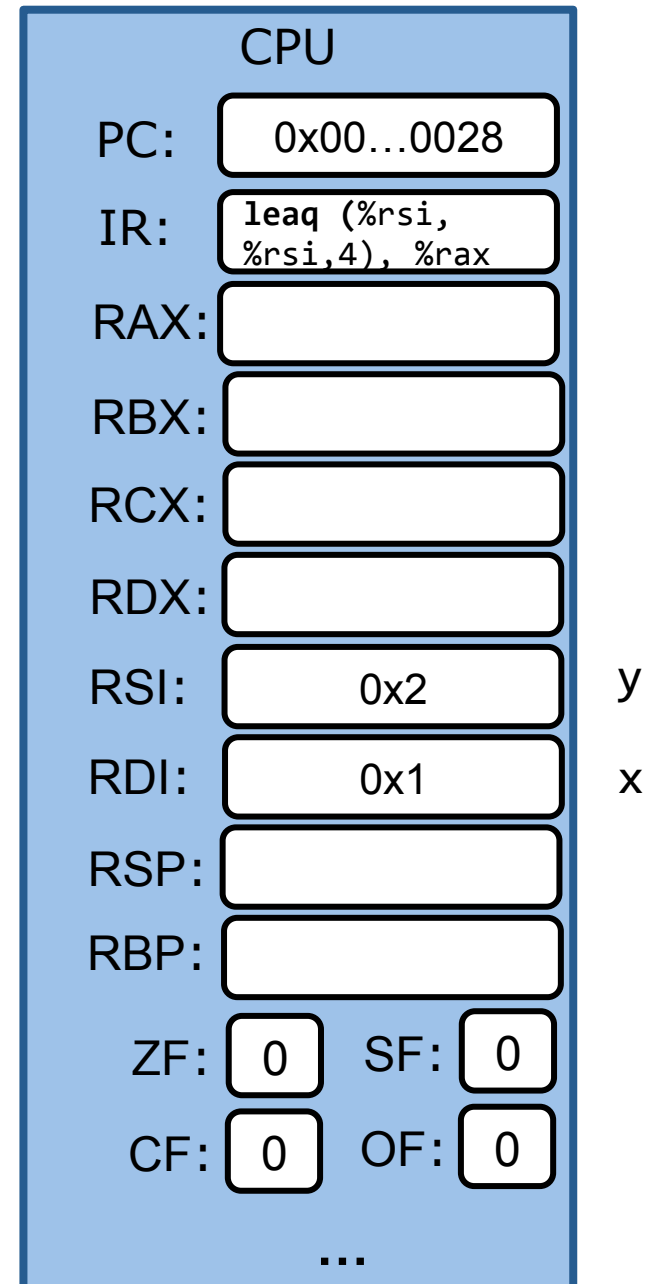 CPU
PC: 0x00...0028
IR: leaq (%rsi,
%rsi,4), %rax
RAX:
RBX:
RCX:
RDX:
RSI: 0x2 y
RDI: 0x1 x
RSP:
RBP:
ZF: 0 SF: 0
CF: 0 OF: 0
...